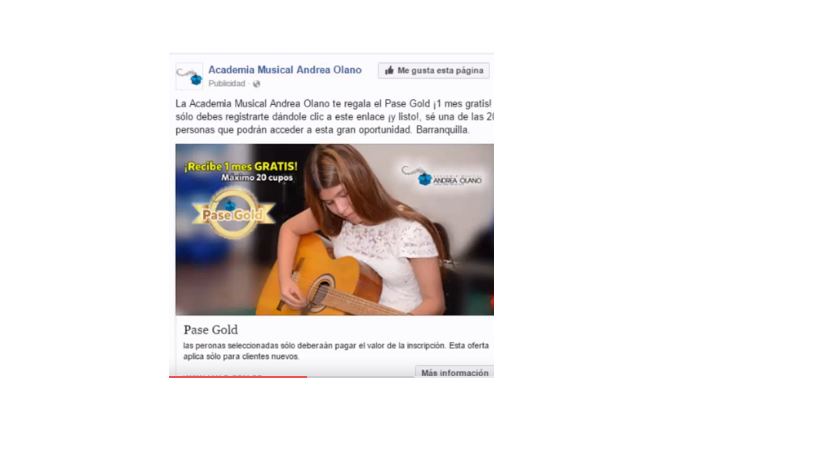 Academia Musical Andrea Olano
Me gusta esta página
Publicidad ·
La Academia Musical Andrea Olano te regala el Pase Gold ¡1 mes gratis!
sólo debes registrarte dándole clic a este enlace ¡y listo!, sé una de las
personas que podrán acceder a esta gran oportunidad. Barranquilla.
¡Recibe 1 mes GRATIS!
Máximo 20 cupos
ANDREA OLANO
Pase Gold
Pase Gold
las peronas seleccionadas sólo deberaán pagar el valor de la inscripción. Esta oferta
aplica sólo para clientes nuevos.
Más información